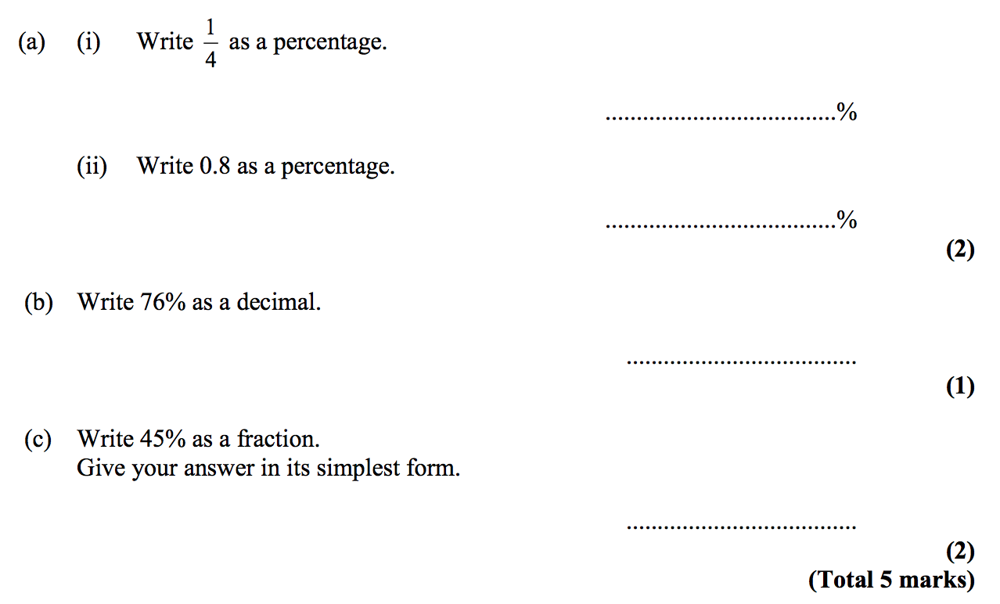 (a) (i) Write 1/4 as a percentage.
.....................................%
(ii) Write 0.8 as a percentage.
.....................................%
(2)
(b) Write 76% as a decimal.
.....................................
(1)
(c) Write 45% as a fraction.
Give your answer in its simplest form.
.....................................
(2)
(Total 5 marks)